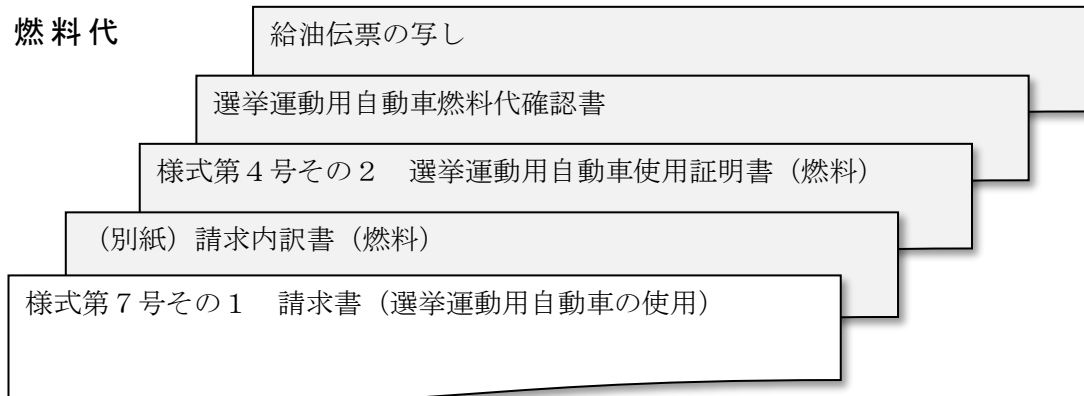 燃料代
給油伝票の写し
選挙運動用自動車燃料代確認書
様式第４号その２　選挙運動用自動車使用証明書（燃料）
（別紙）請求内訳書（燃料）
様式第７号その１　請求書（選挙運動用自動車の使用）